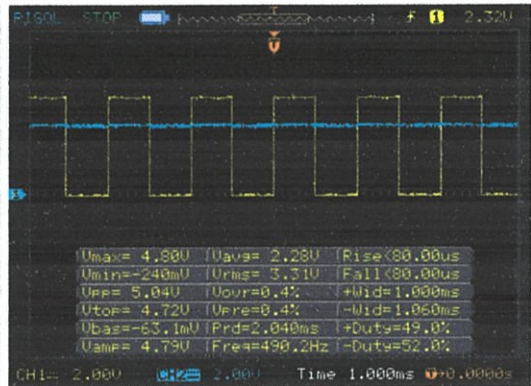 RIGOL STOP T f 1 2.32V
Vmax= 4.80V Vavg= 2.28V Rise<80.00us
Vmin=-240mV Vrms= 3.31V Fall<80.00us
Vpp= 5.04V Vovr=0.4% +Wid=1.000ms
Vtop= 4.72V Vpre=0.4% -Wid=1.060ms
Vbas=-63.1mV Prd=2.040ms +Duty=49.0%
Vamp= 4.79V Freq=490.2Hz -Duty=52.0%
CH1= 2.00V CH2= 2.00V Time 1.000ms T→0.0000s